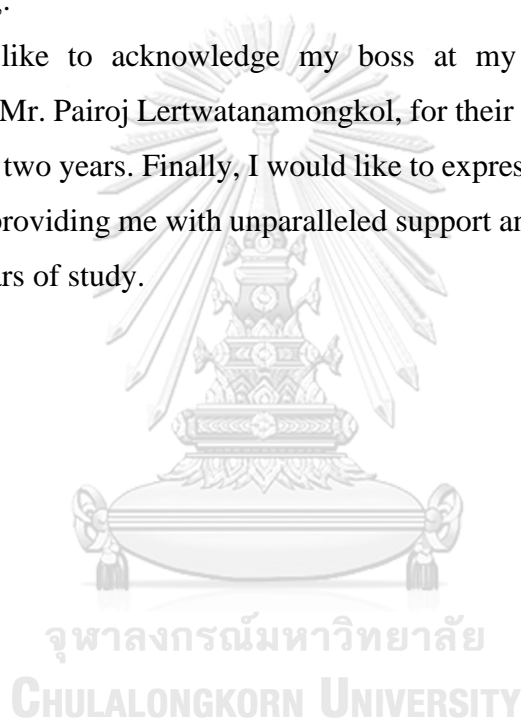 like to acknowledge my boss at my
Mr. Pairoj Lertwatanamongkol, for their
two years. Finally, I would like to express
providing me with unparalleled support
ars of study.
จุฬาลงกรณ์มหาวิทยาลัย
CHULALONGKORN UNIVERSITY